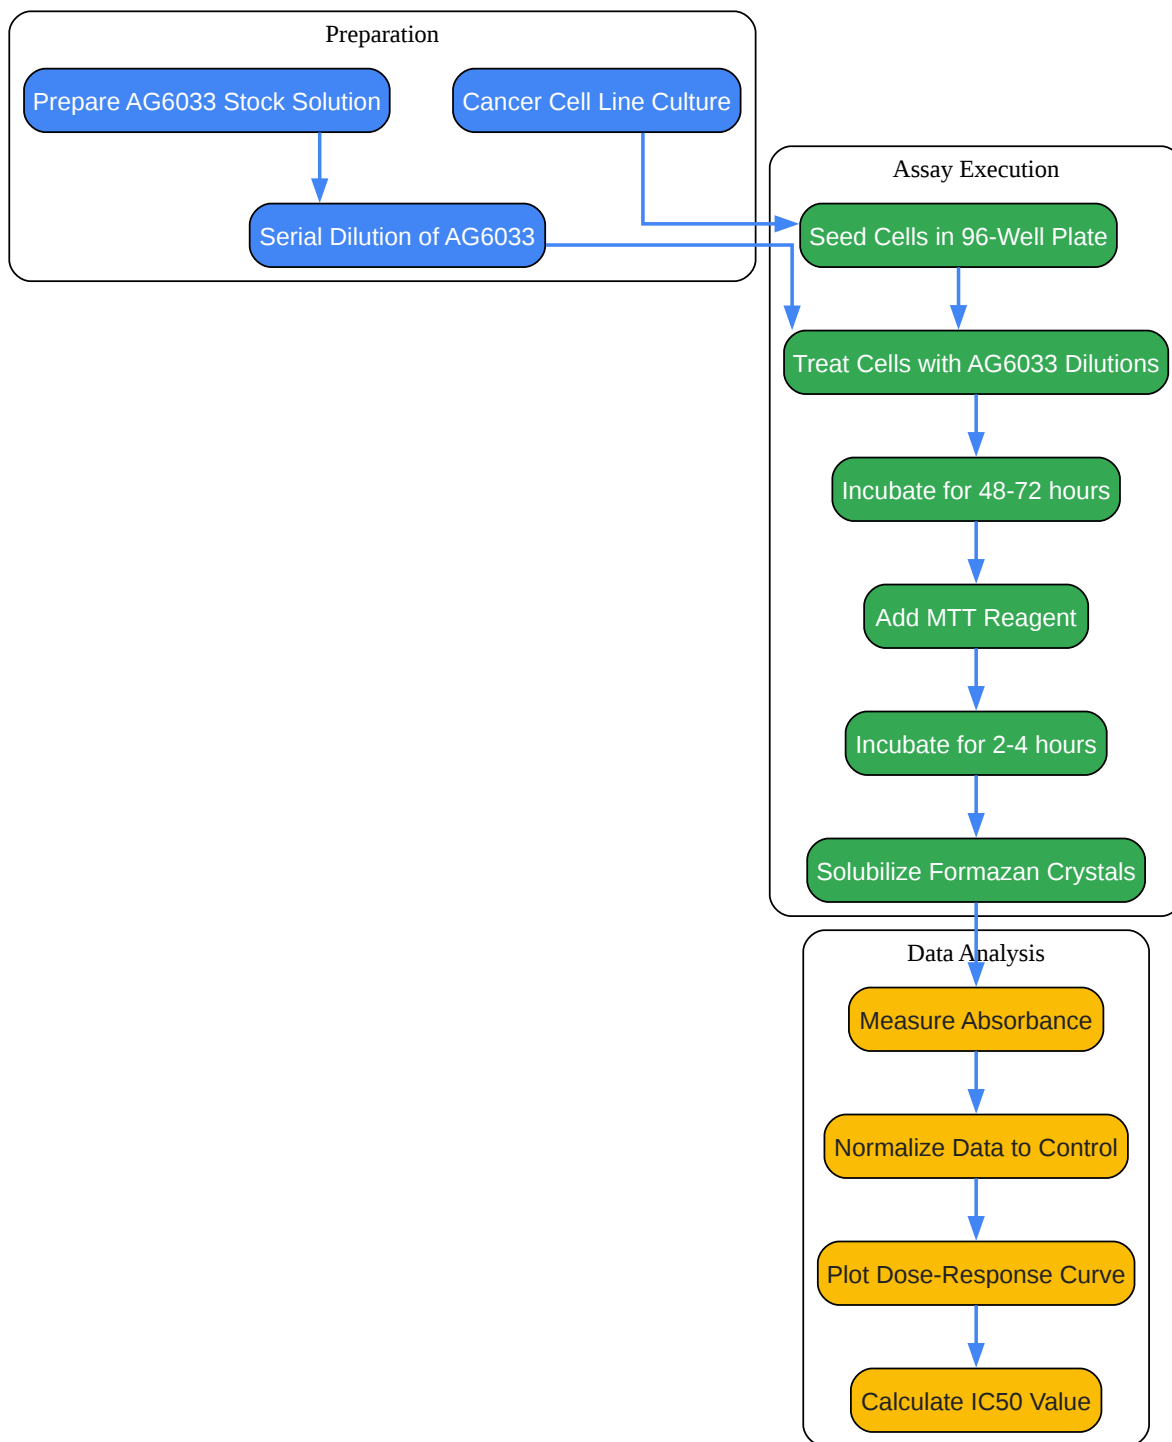 Preparation
Prepare AG6033 Stock Solution
Cancer Cell Line Culture
Serial Dilution of AG6033
Assay Execution
Seed Cells in 96-Well Plate
Treat Cells with AG6033 Dilutions
Incubate for 48-72 hours
Add MTT Reagent
Incubate for 2-4 hours
Solubilize Formazan Crystals
Data Analysis
Measure Absorbance
Normalize Data to Control
Plot Dose-Response Curve
Calculate IC50 Value